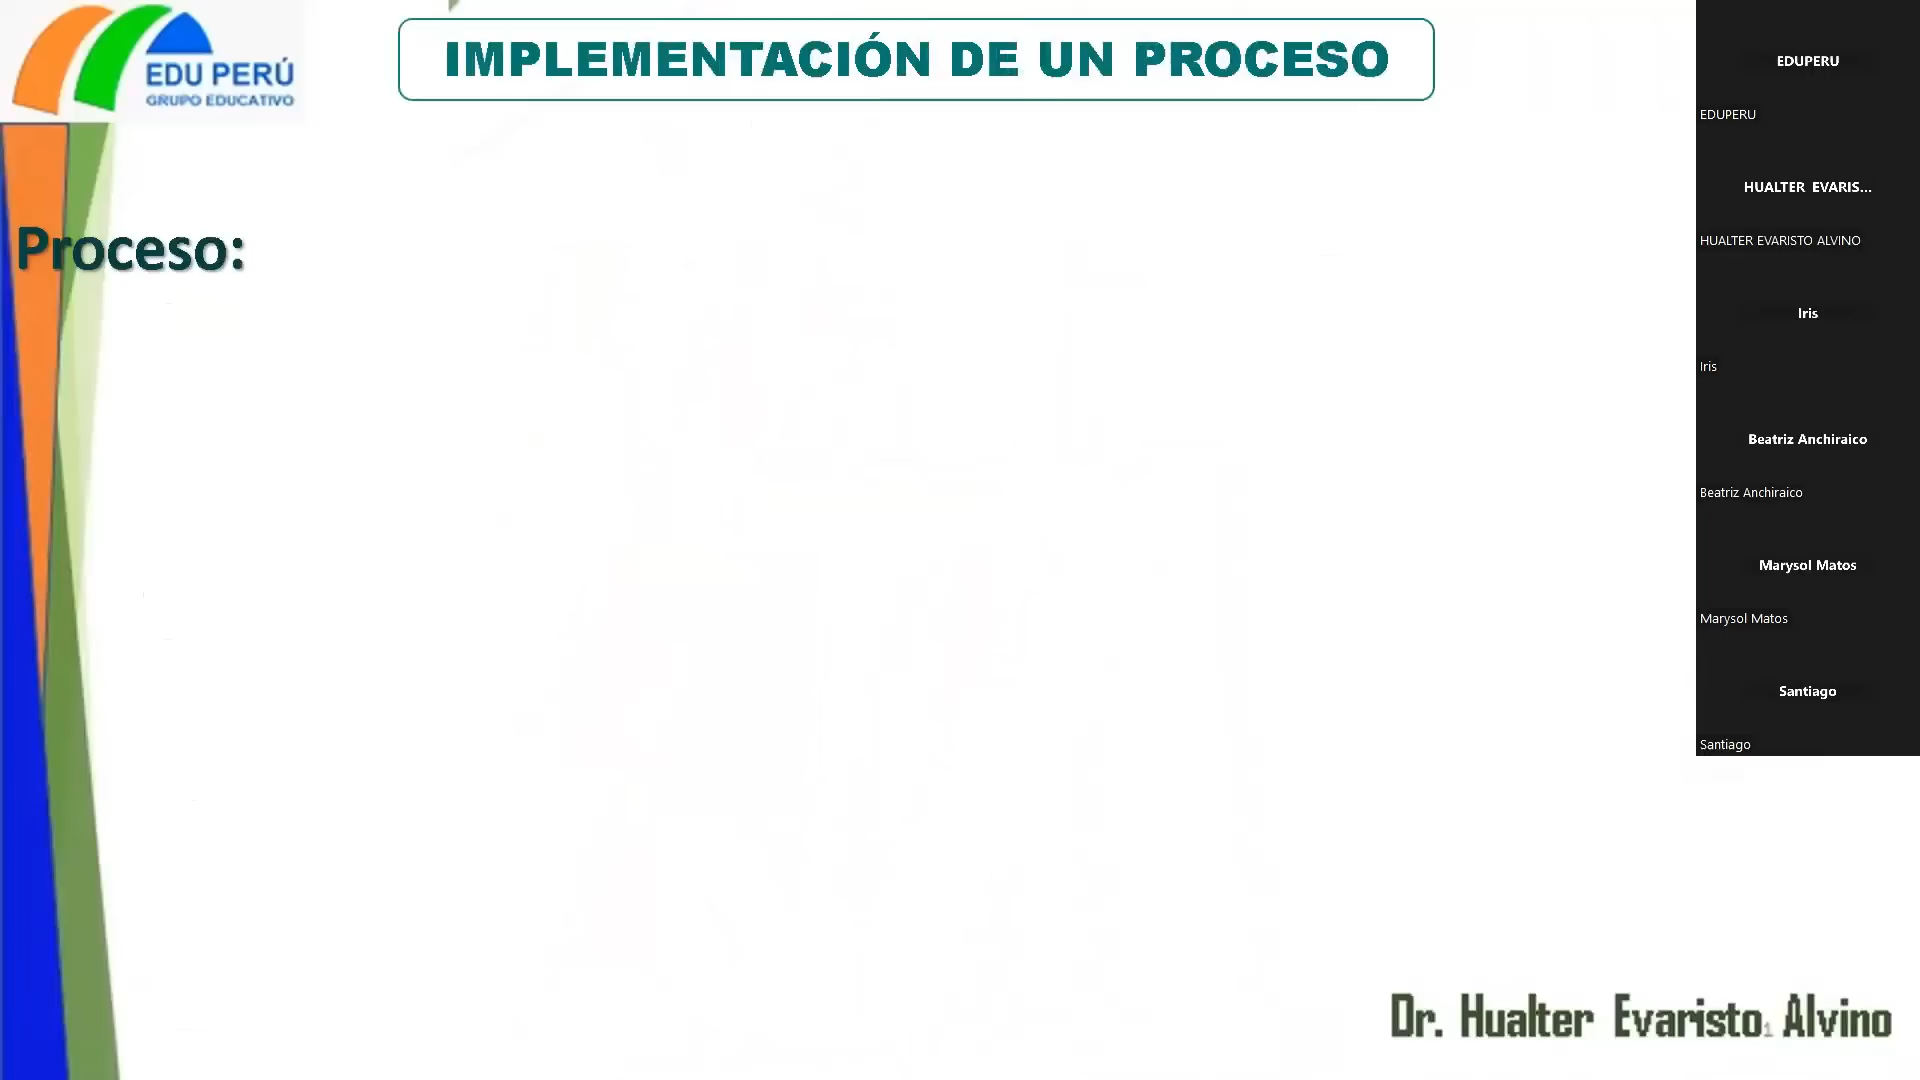 EDU PERÚ
GRUPO EDUCATIVO
IMPLEMENTACIÓN DE UN PROCESO
Proceso:
EDUPERU
EDUPERU
HUALTER EVARIS...
HUALTER EVARISTO ALVINO
Iris
Iris
Beatriz Anchiraico
Beatriz Anchiraico
Marysol Matos
Marysol Matos
Santiago
Santiago
Dr. Hualter Evaristo Alvino
1